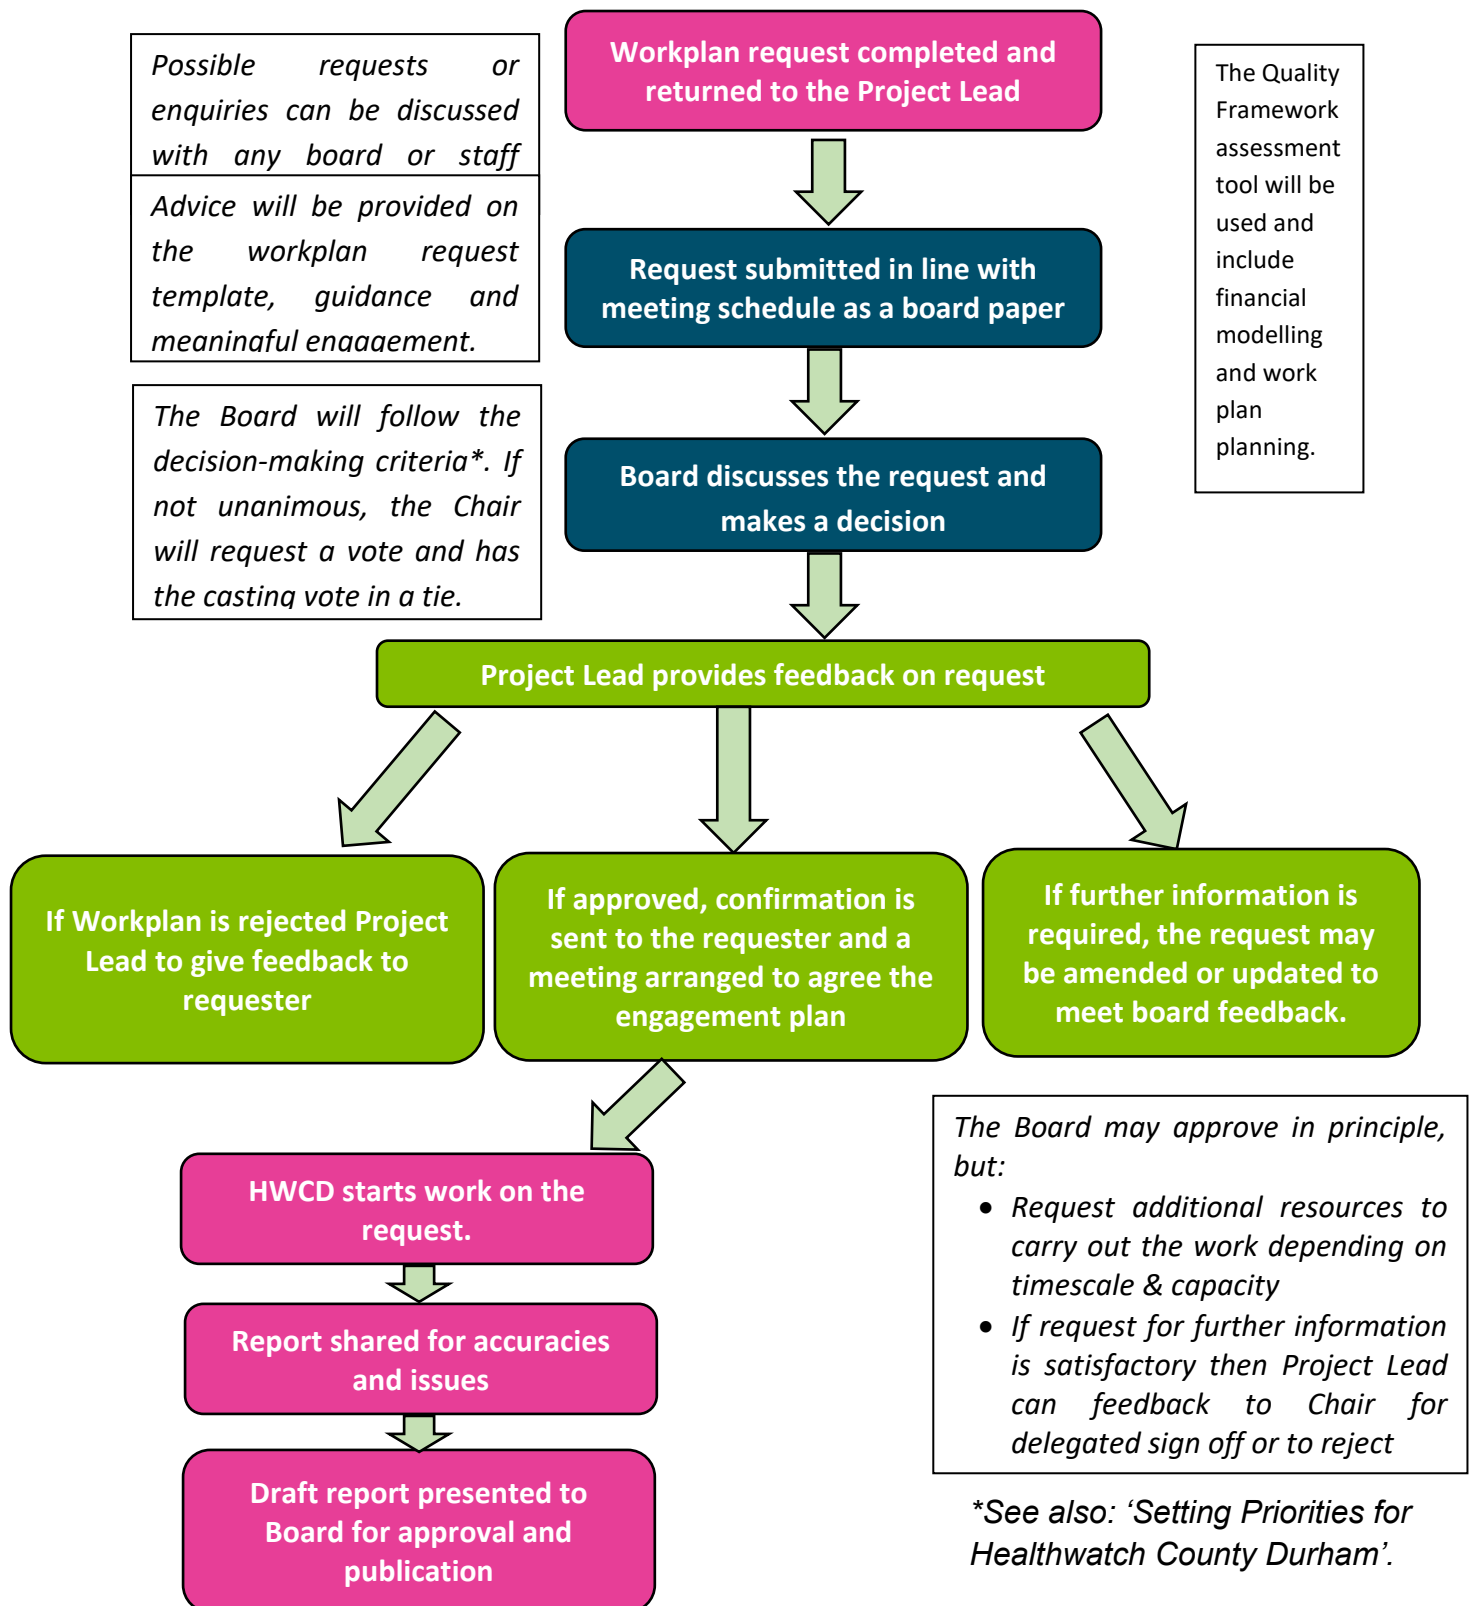 Workplan request completed and
returned to the Project Lead
Possible requests or
enquiries can be discussed
with any board or staff
Advice will be provided on
the workplan request
template, guidance and
meaningful engagement.
The Quality
Framework
assessment
tool will be
used and
include
financial
modelling
and work
plan
planning.
Request submitted in line with
meeting schedule as a board paper
The Board will follow the
decision-making criteria*. If
not unanimous, the Chair
will request a vote and has
the casting vote in a tie.
Board discusses the request and
makes a decision
Project Lead provides feedback on request
If Workplan is rejected Project
Lead to give feedback to
requester
If approved, confirmation is
sent to the requester and a
meeting arranged to agree the
engagement plan
If further information is
required, the request may
be amended or updated to
meet board feedback.
HWCD starts work on the
request.
Report shared for accuracies
and issues
Draft report presented to
Board for approval and
publication
The Board may approve in principle,
but:
• Request additional resources to
carry out the work depending on
timescale & capacity
• If request for further information
is satisfactory then Project Lead
can feedback to Chair for
delegated sign off or to reject
*See also: ‘Setting Priorities for
Healthwatch County Durham’.